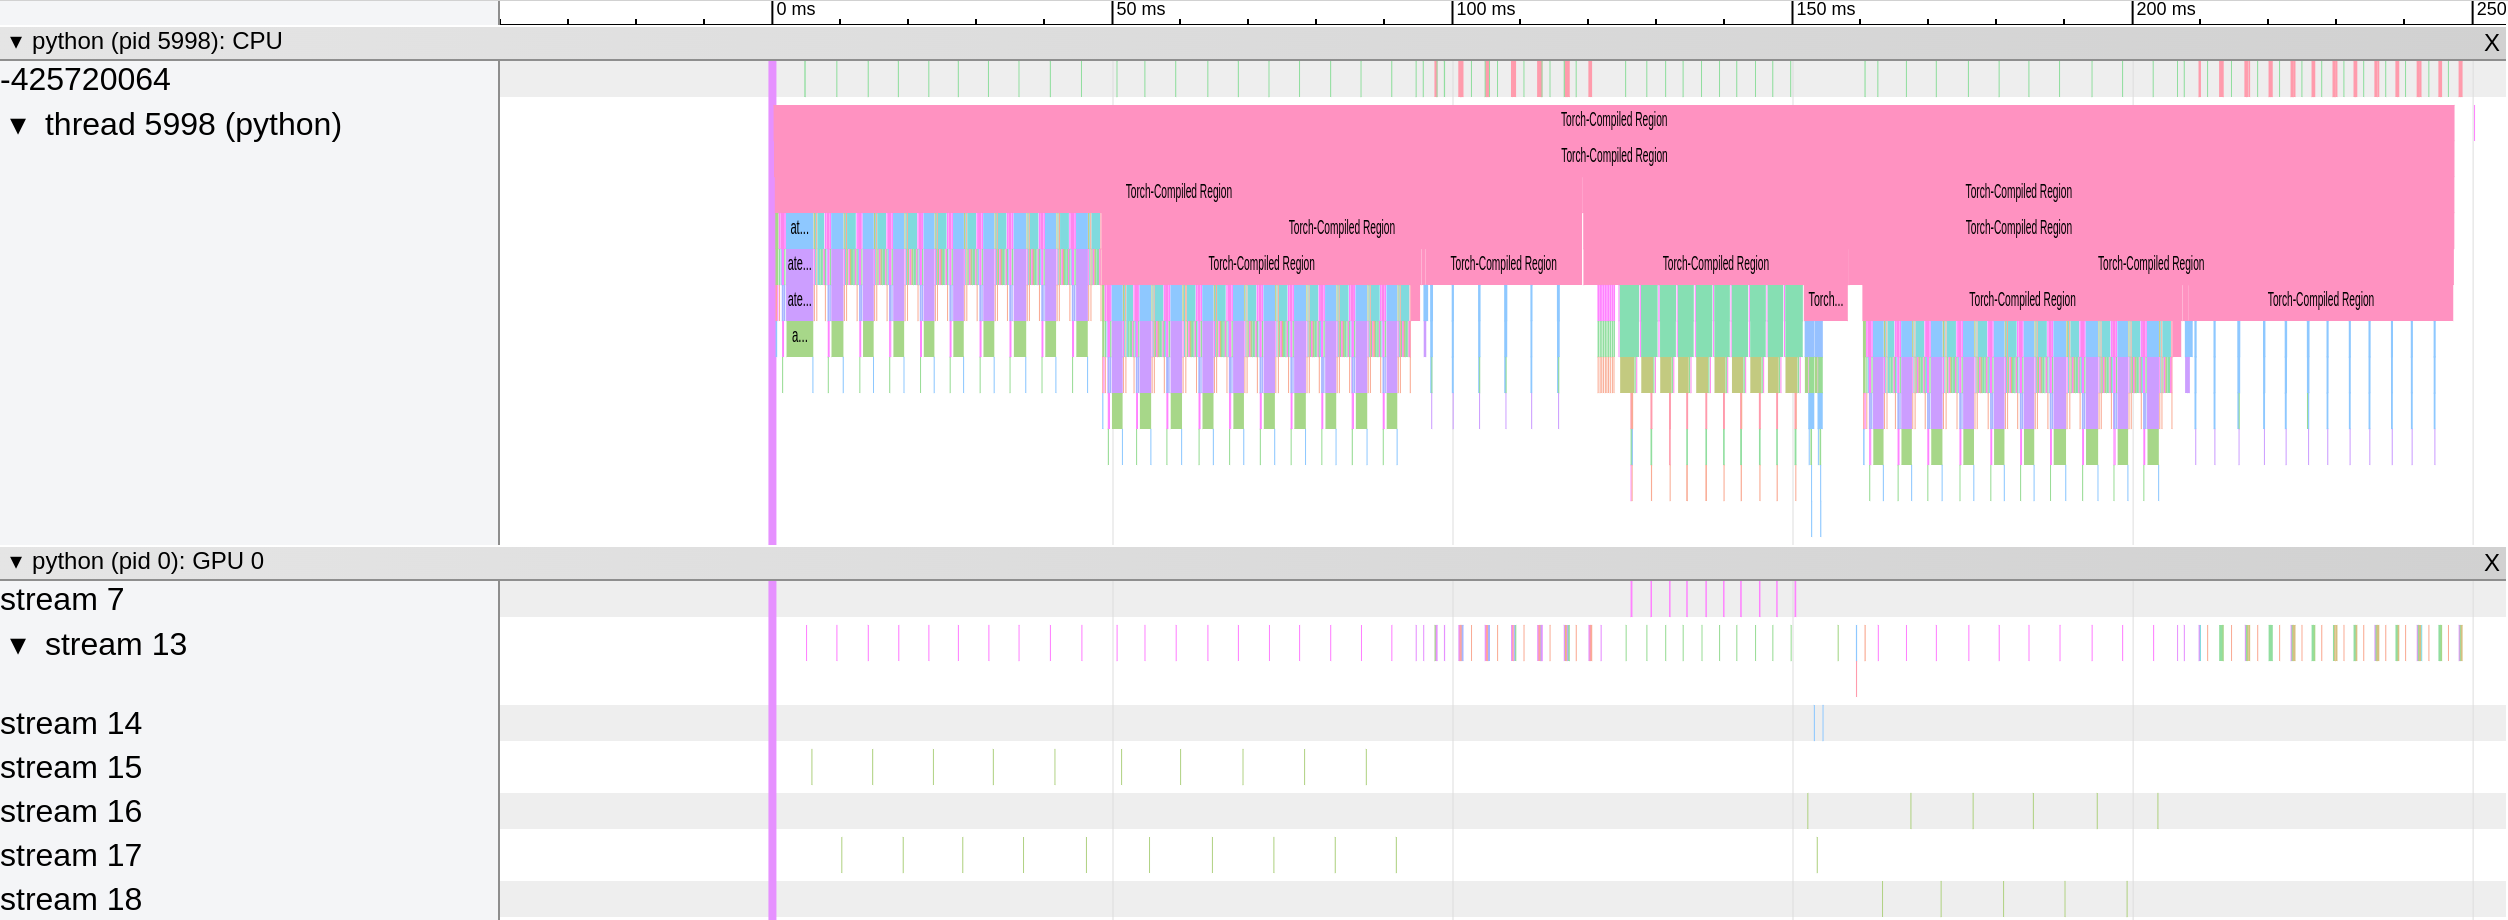 0 ms 50 ms 100 ms 150 ms 200 ms 250
▼ python (pid 5998): CPU X
-425720064
▼ thread 5998 (python)
Torch-Compiled Region
Torch-Compiled Region
Torch-Compiled Region Torch-Compiled Region
at... Torch-Compiled Region Torch-Compiled Region
ate... Torch-Compiled Region Torch-Compiled Region Torch-Compiled Region Torch-Compiled Region
ate... Torch... Torch-Compiled Region Torch-Compiled Region
a...
▼ python (pid 0): GPU 0 X
stream 7
▼ stream 13
stream 14
stream 15
stream 16
stream 17
stream 18